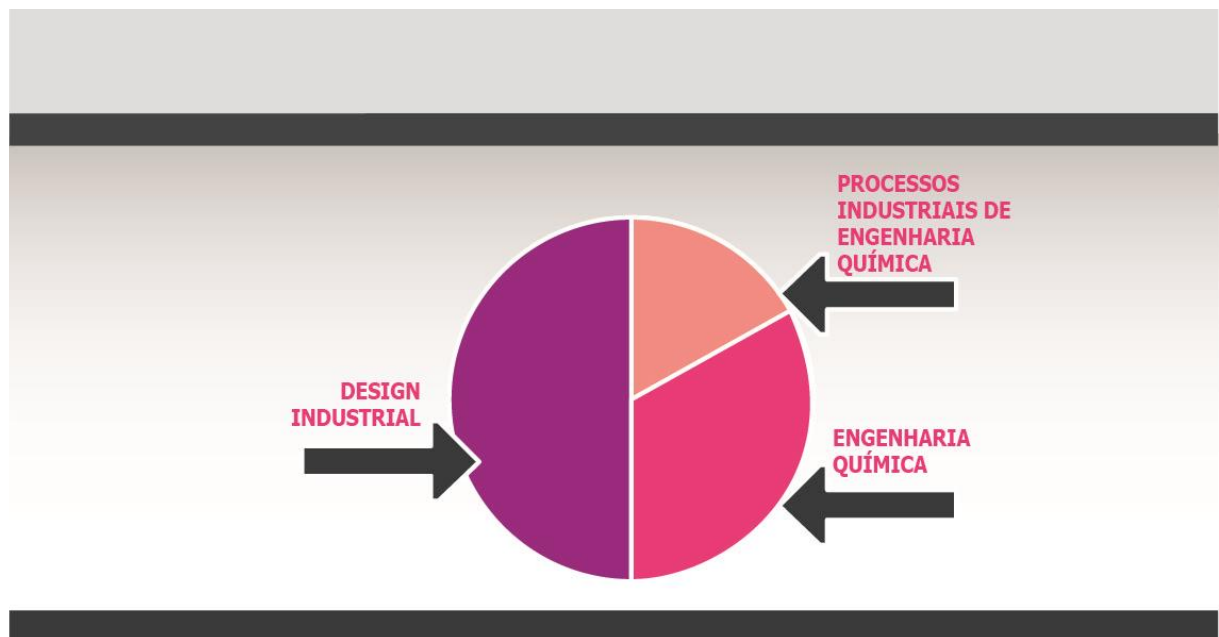 PROCESSOS
INDUSTRIAIS DE
ENGENHARIA
QUÍMICA
DESIGN
INDUSTRIAL
ENGENHARIA
QUÍMICA